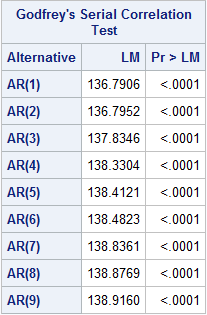 Godfrey's Serial Correlation
Test
Alternative LM Pr > LM
AR(1) 136.7906 <.0001
AR(2) 136.7952 <.0001
AR(3) 137.8346 <.0001
AR(4) 138.3304 <.0001
AR(5) 138.4121 <.0001
AR(6) 138.4823 <.0001
AR(7) 138.8361 <.0001
AR(8) 138.8769 <.0001
AR(9) 138.9160 <.0001